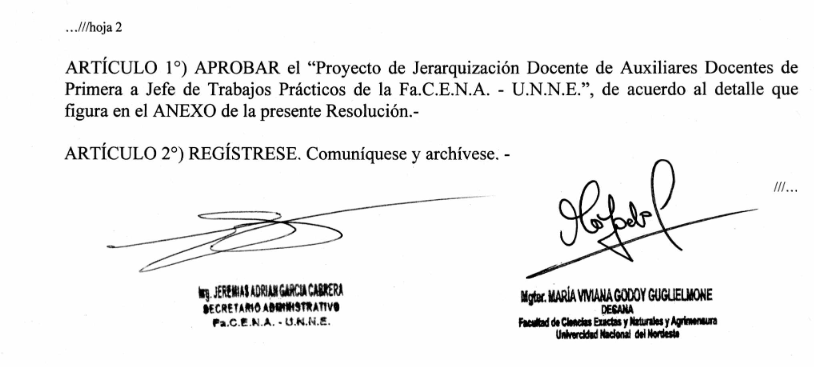 ...///hoja 2
ARTÍCULO 1°) APROBAR el “Proyecto de Jerarquización Docente de Auxiliares Docentes de
Primera a Jefe de Trabajos Prácticos de la Fa.C.E.N.A. - U.N.N.E.”, de acuerdo al detalle que
figura en el ANEXO de la presente Resolución.-
ARTÍCULO 2°) REGÍSTRESE. Comuníquese y archívese. -
///...
Ing. JEREMIAS ADRIAN GARCIA CABRERA
SECRETARIO ADMINISTRATIVO
Fa.C.E.N.A. - U.N.N.E.
Mgter. MARÍA VIVIANA GODOY GUGLIELMONE
DECANA
Facultad de Ciencias Exactas y Naturales y Agrimensura
Universidad Nacional del Nordeste